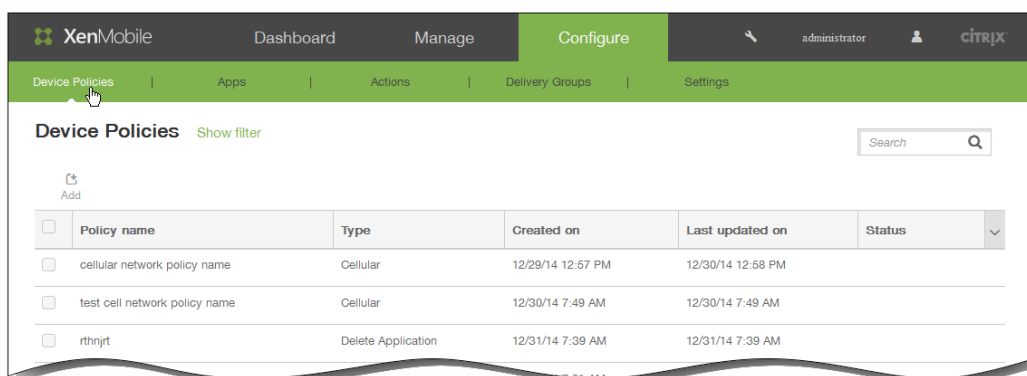 XenMobile Dashboard Manage Configure administrator CİTRIX
Device Policies | Apps | Actions | Delivery Groups | Settings
Device Policies Show filter
Search
Add
Policy name Type Created on Last updated on Status
cellular network policy name Cellular 12/29/14 12:57 PM 12/30/14 12:58 PM
test cell network policy name Cellular 12/30/14 7:49 AM 12/30/14 7:49 AM
rthnjrt Delete Application 12/31/14 7:39 AM 12/31/14 7:39 AM